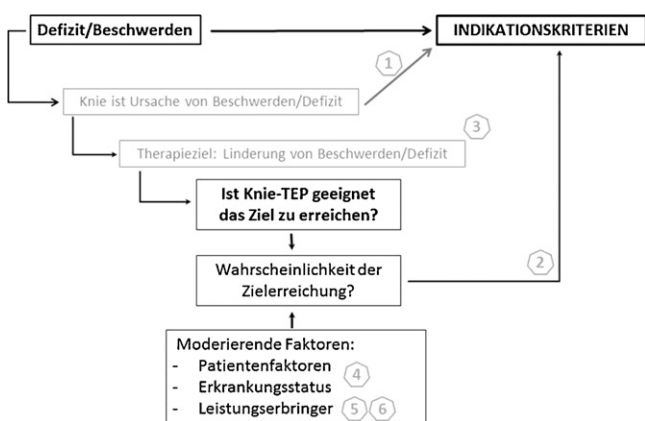 Defizit/Beschwerden
INDIKATIONSKRITERIEN
1
Knie ist Ursache von Beschwerden/Defizit
3
Therapieziel: Linderung von Beschwerden/Defizit
Ist Knie-TEP geeignet
das Ziel zu erreichen?
2
Wahrscheinlichkeit der
Zielerreichung?
Moderierende Faktoren:
- Patientenfaktoren
4
- Erkrankungsstatus
- Leistungserbringer
5 6